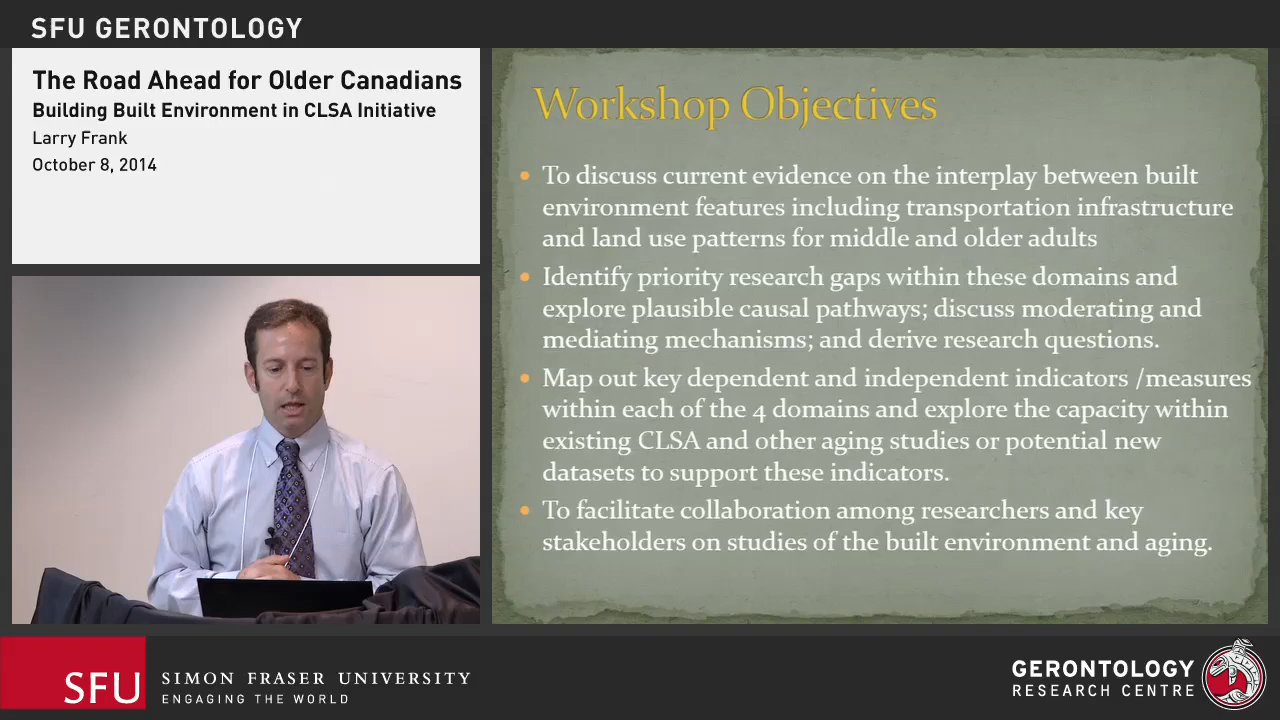 SFU GERONTOLOGY
The Road Ahead for Older Canadians
Building Built Environment in CLSA Initiative
Larry Frank
October 8, 2014
Workshop Objectives
• To discuss current evidence on the interplay between built
environment features including transportation infrastructure
and land use patterns for middle and older adults
• Identify priority research gaps within these domains and
explore plausible causal pathways; discuss moderating and
mediating mechanisms; and derive research questions.
• Map out key dependent and independent indicators /measures
within each of the 4 domains and explore the capacity within
existing CLSA and other aging studies or potential new
datasets to support these indicators.
• To facilitate collaboration among researchers and key
stakeholders on studies of the built environment and aging.
SFU
SIMON FRASER UNIVERSITY
ENGAGING THE WORLD
GERONTOLOGY
RESEARCH CENTRE